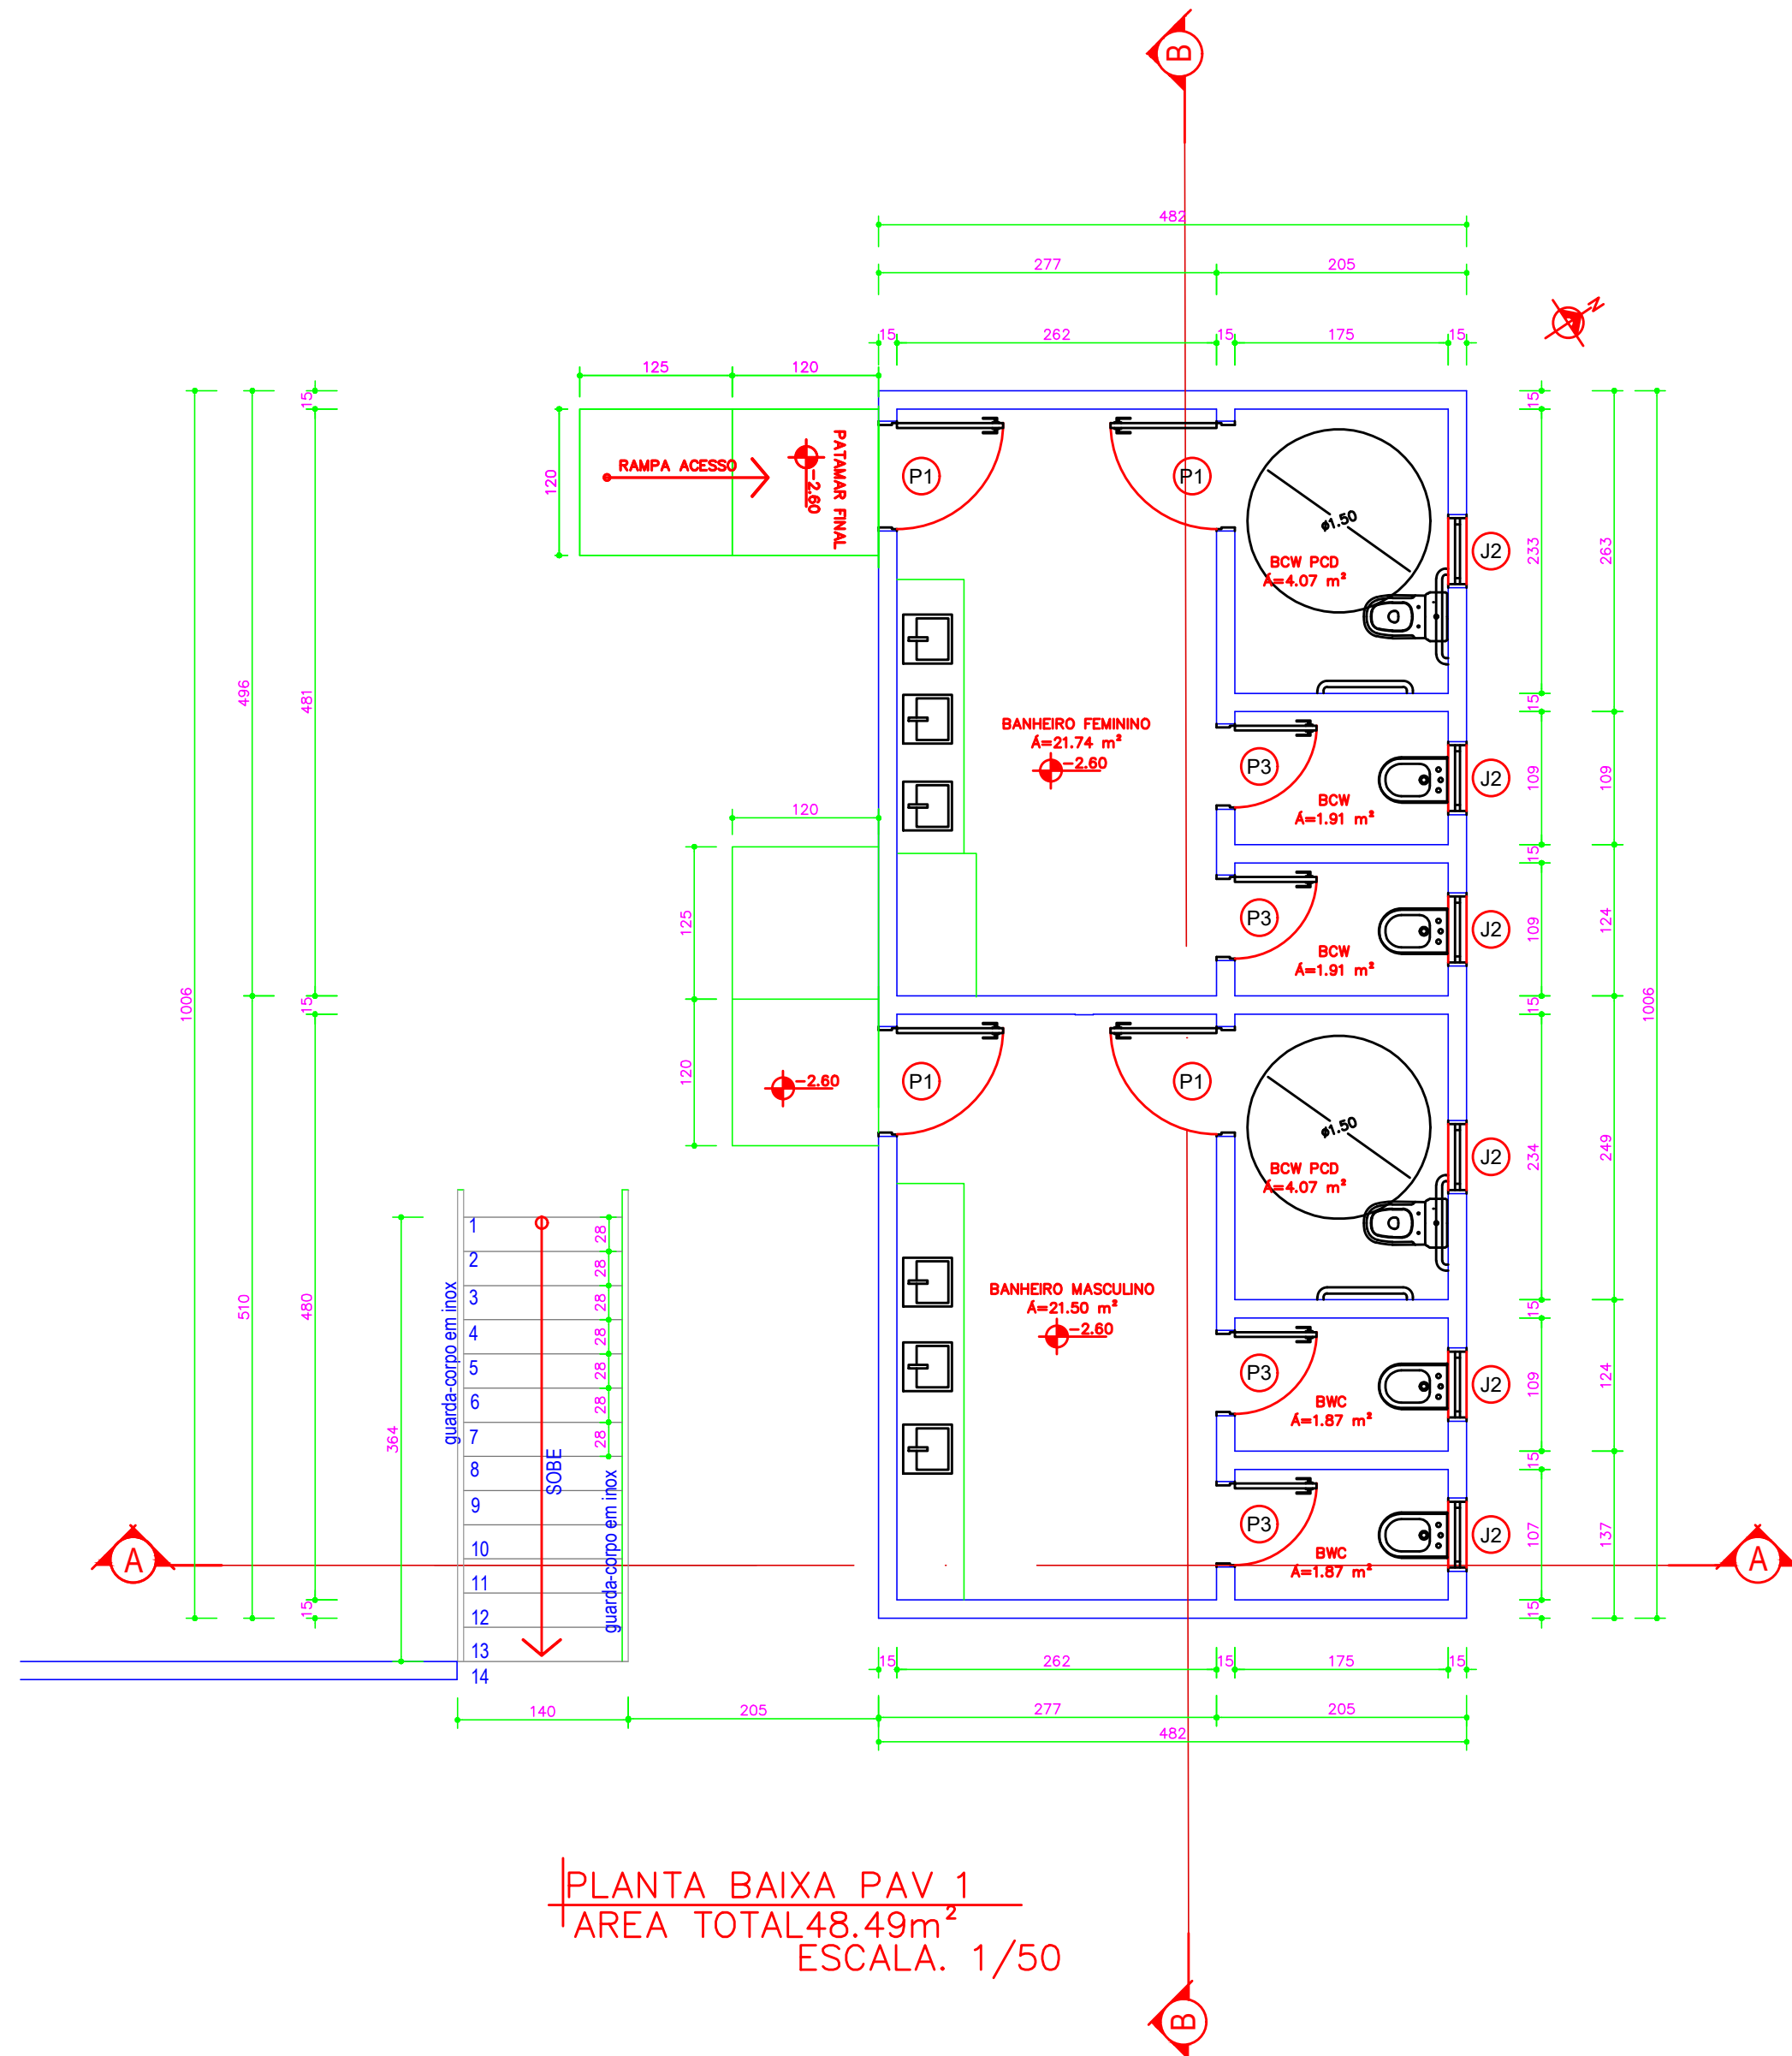 B
482
277
205
15
262
15
175
15
N
125
120
15
15
RAMPA ACESSO
PATAMAR FINAL
-2.60
120
P1
P1
ø1.50
BCW PCD
Á=4.07 m²
J2
233
263
1006
496
481
BANHEIRO FEMININO
Á=21.74 m²
-2.60
15
P3
BCW
Á=1.91 m²
J2
109
109
120
15
125
P3
BCW
Á=1.91 m²
J2
109
124
1006
15
15
120
-2.60
P1
P1
ø1.50
BCW PCD
Á=4.07 m²
J2
234
249
510
480
364
guarda-corpo em inox
1
2
3
4
5
6
7
8
9
10
11
12
13
14
28
28
28
28
28
28
28
SOBE
guarda-corpo em inox
BANHEIRO MASCULINO
Á=21.50 m²
-2.60
15
P3
BWC
Á=1.87 m²
J2
109
124
15
P3
BWC
Á=1.87 m²
J2
107
137
A
A
15
15
15
262
15
175
15
140
205
277
205
482
PLANTA BAIXA PAV 1
AREA TOTAL48.49m²
ESCALA. 1/50
B